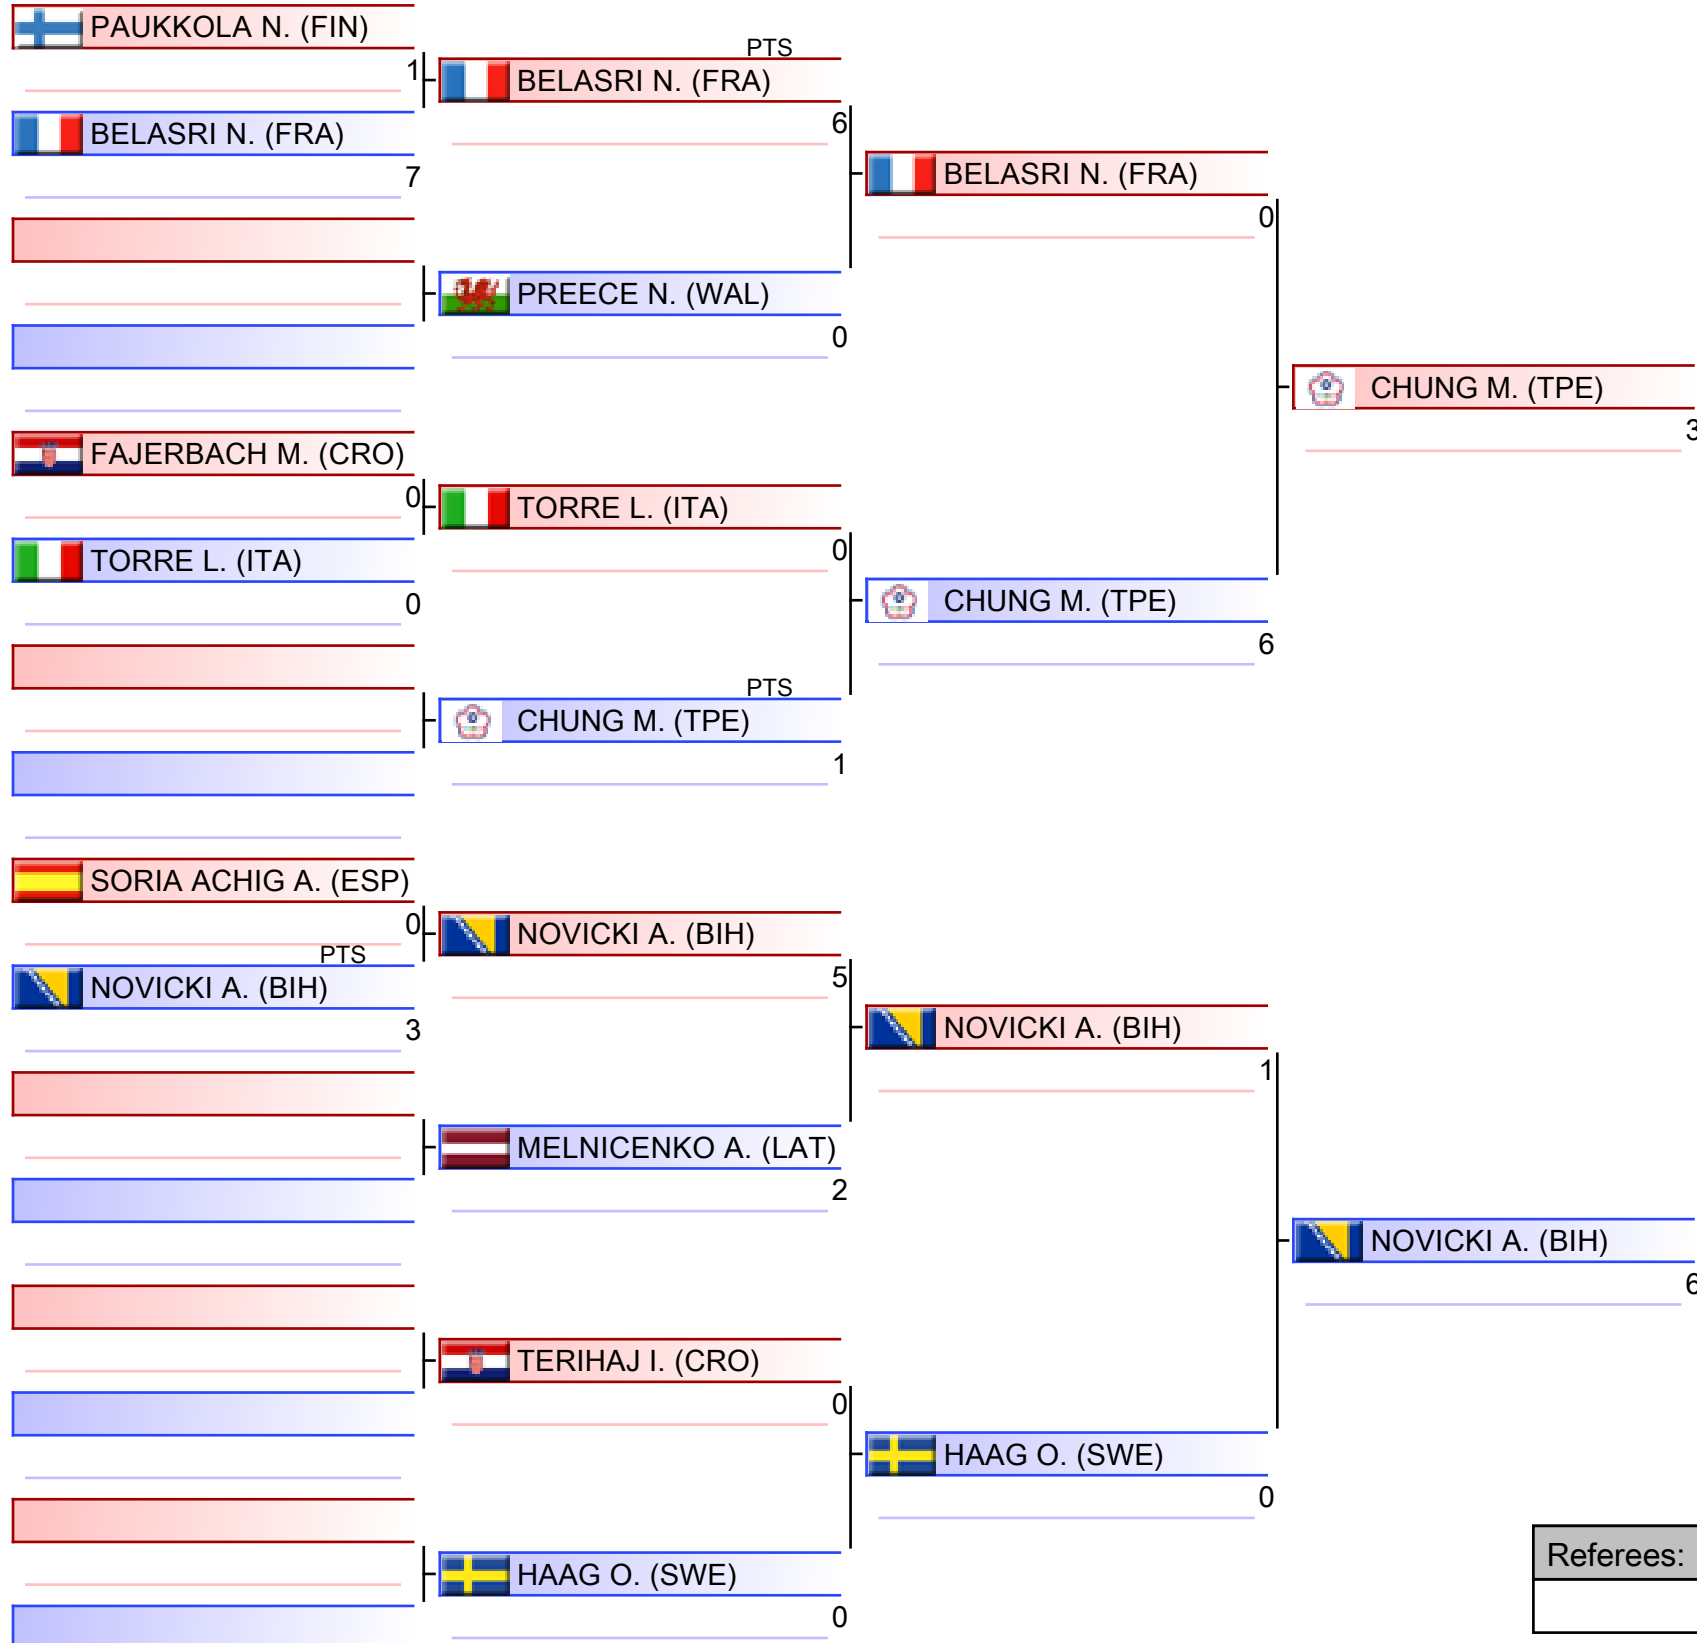 PAUKKOLA N. (FIN)
1
BELASRI N. (FRA)
7
FAJERBACH M. (CRO)
0
TORRE L. (ITA)
0
SORIA ACHIG A. (ESP)
0
PTS
NOVICKI A. (BIH)
3
PTS
BELASRI N. (FRA)
6
PREECE N. (WAL)
0
TORRE L. (ITA)
0
PTS
CHUNG M. (TPE)
1
NOVICKI A. (BIH)
5
MELNICENKO A. (LAT)
2
TERIHAJ I. (CRO)
0
HAAG O. (SWE)
0
BELASRI N. (FRA)
0
CHUNG M. (TPE)
6
NOVICKI A. (BIH)
1
HAAG O. (SWE)
0
CHUNG M. (TPE)
3
NOVICKI A. (BIH)
6
Referees: